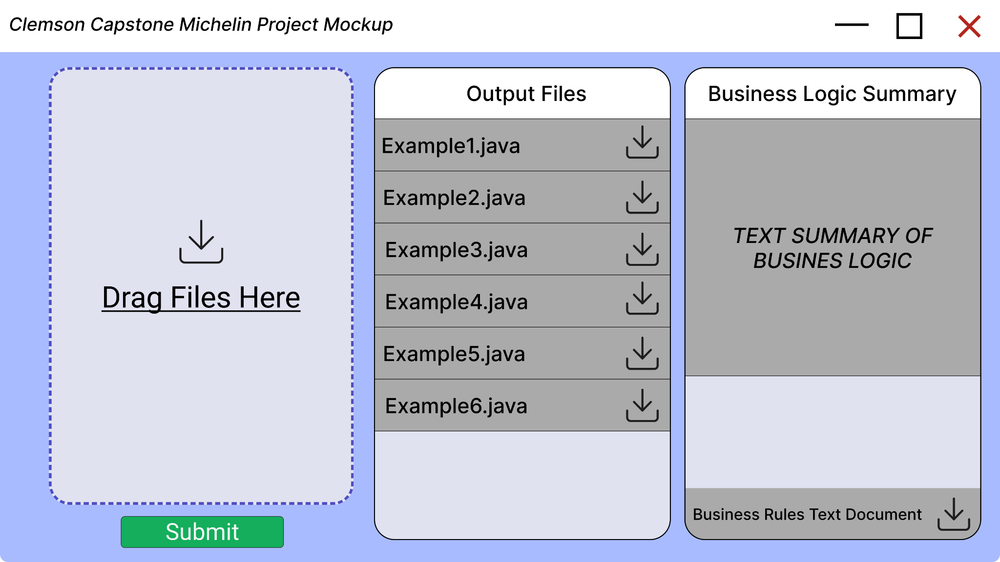 Clemson Capstone Michelin Project Mockup
Drag Files Here
Submit
Output Files
Example1.java
Example2.java
Example3.java
Example4.java
Example5.java
Example6.java
Business Logic Summary
TEXT SUMMARY OF
BUSINES LOGIC
Business Rules Text Document